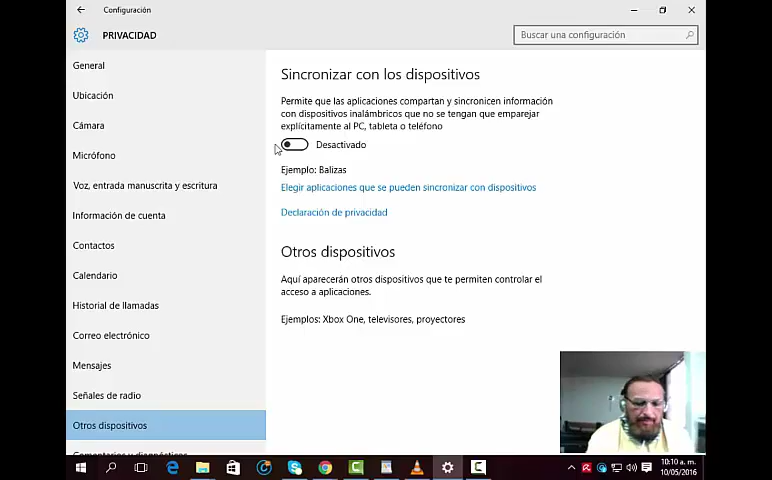 Configuración
PRIVACIDAD
Buscar una configuración
General
Ubicación
Cámara
Micrófono
Voz, entrada manuscrita y escritura
Información de cuenta
Contactos
Calendario
Historial de llamadas
Correo electrónico
Mensajes
Señales de radio
Otros dispositivos
Comentarios y diagnósticos
Sincronizar con los dispositivos
Permite que las aplicaciones compartan y sincronicen información
con dispositivos inalámbricos que no se tengan que emparejar
explícitamente al PC, tableta o teléfono
Desactivado
Ejemplo: Balizas
Elegir aplicaciones que se pueden sincronizar con dispositivos
Declaración de privacidad
Otros dispositivos
Aquí aparecerán otros dispositivos que te permiten controlar el
acceso a aplicaciones.
Ejemplos: Xbox One, televisores, proyectores
10:10 a. m.
10/05/2016